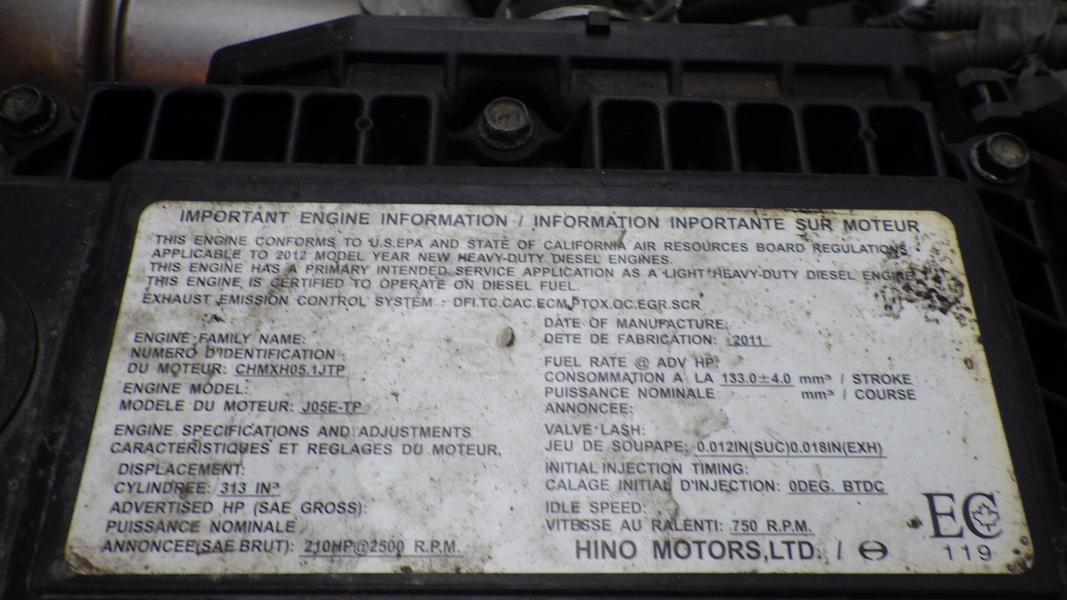 IMPORTANT ENGINE INFORMATION / INFORMATION INPORTANTE SUR MOTEUR
THIS ENGINE CONFORMS TO U.S.EPA AND STATE OF CALIFORNIA AIR RESOURCES BOARD REGULATIONS
APPLICABLE TO 2012 MODEL YEAR NEW HEAVY-DUTY DIESEL ENGINES.
THIS ENGINE HAS A PRIMARY INTENDED SERVICE APPLICATION AS A LIGHT HEAVY-DUTY DIESEL ENGINE.
THIS ENGINE IS CERTIFIED TO OPERATE ON DIESEL FUEL.
EXHAUST EMISSION CONTROL SYSTEM : DFI.TC.CAC.ECM.PTOX.OC.EGR.SCR
ENGINE FAMILY NAME:
NUMERO D'IDENTIFICATION
DU MOTEUR: CHMXH05.1JTP
ENGINE MODEL:
MODELE DU MOTEUR: J05E-TP
ENGINE SPECIFICATIONS AND ADJUSTMENTS
CARACTERISTIQUES ET REGLAGES DU MOTEUR.
DISPLACEMENT:
CYLINDREE: 313 IN³
ADVERTISED HP (SAE GROSS):
PUISSANCE NOMINALE
ANNONCEE(SAE BRUT): 210HP@2500 R.P.M.
DATE OF MANUFACTURE:
DETE DE FABRICATION: 2011
FUEL RATE @ ADV HP:
CONSOMMATION A LA 133.0±4.0 mm³ / STROKE
PUISSANCE NOMINALE mm³ / COURSE
ANNONCEE:
VALVE LASH:
JEU DE SOUPAPE: 0.012IN(SUC)0.018IN(EXH)
INITIAL INJECTION TIMING:
CALAGE INITIAL D'INJECTION: 0DEG. BTDC
IDLE SPEED:
VITESSE AU RALENTI: 750 R.P.M.
HINO MOTORS,LTD. /
EC
119